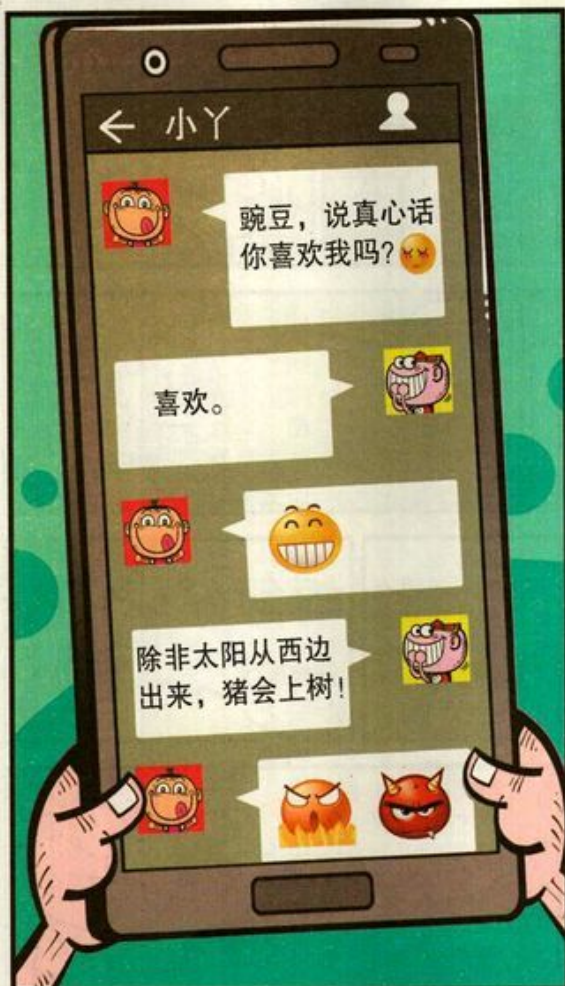 小丫
豌豆，说真心话
你喜欢我吗?
喜欢。
除非太阳从西边
出来，猪会上树!